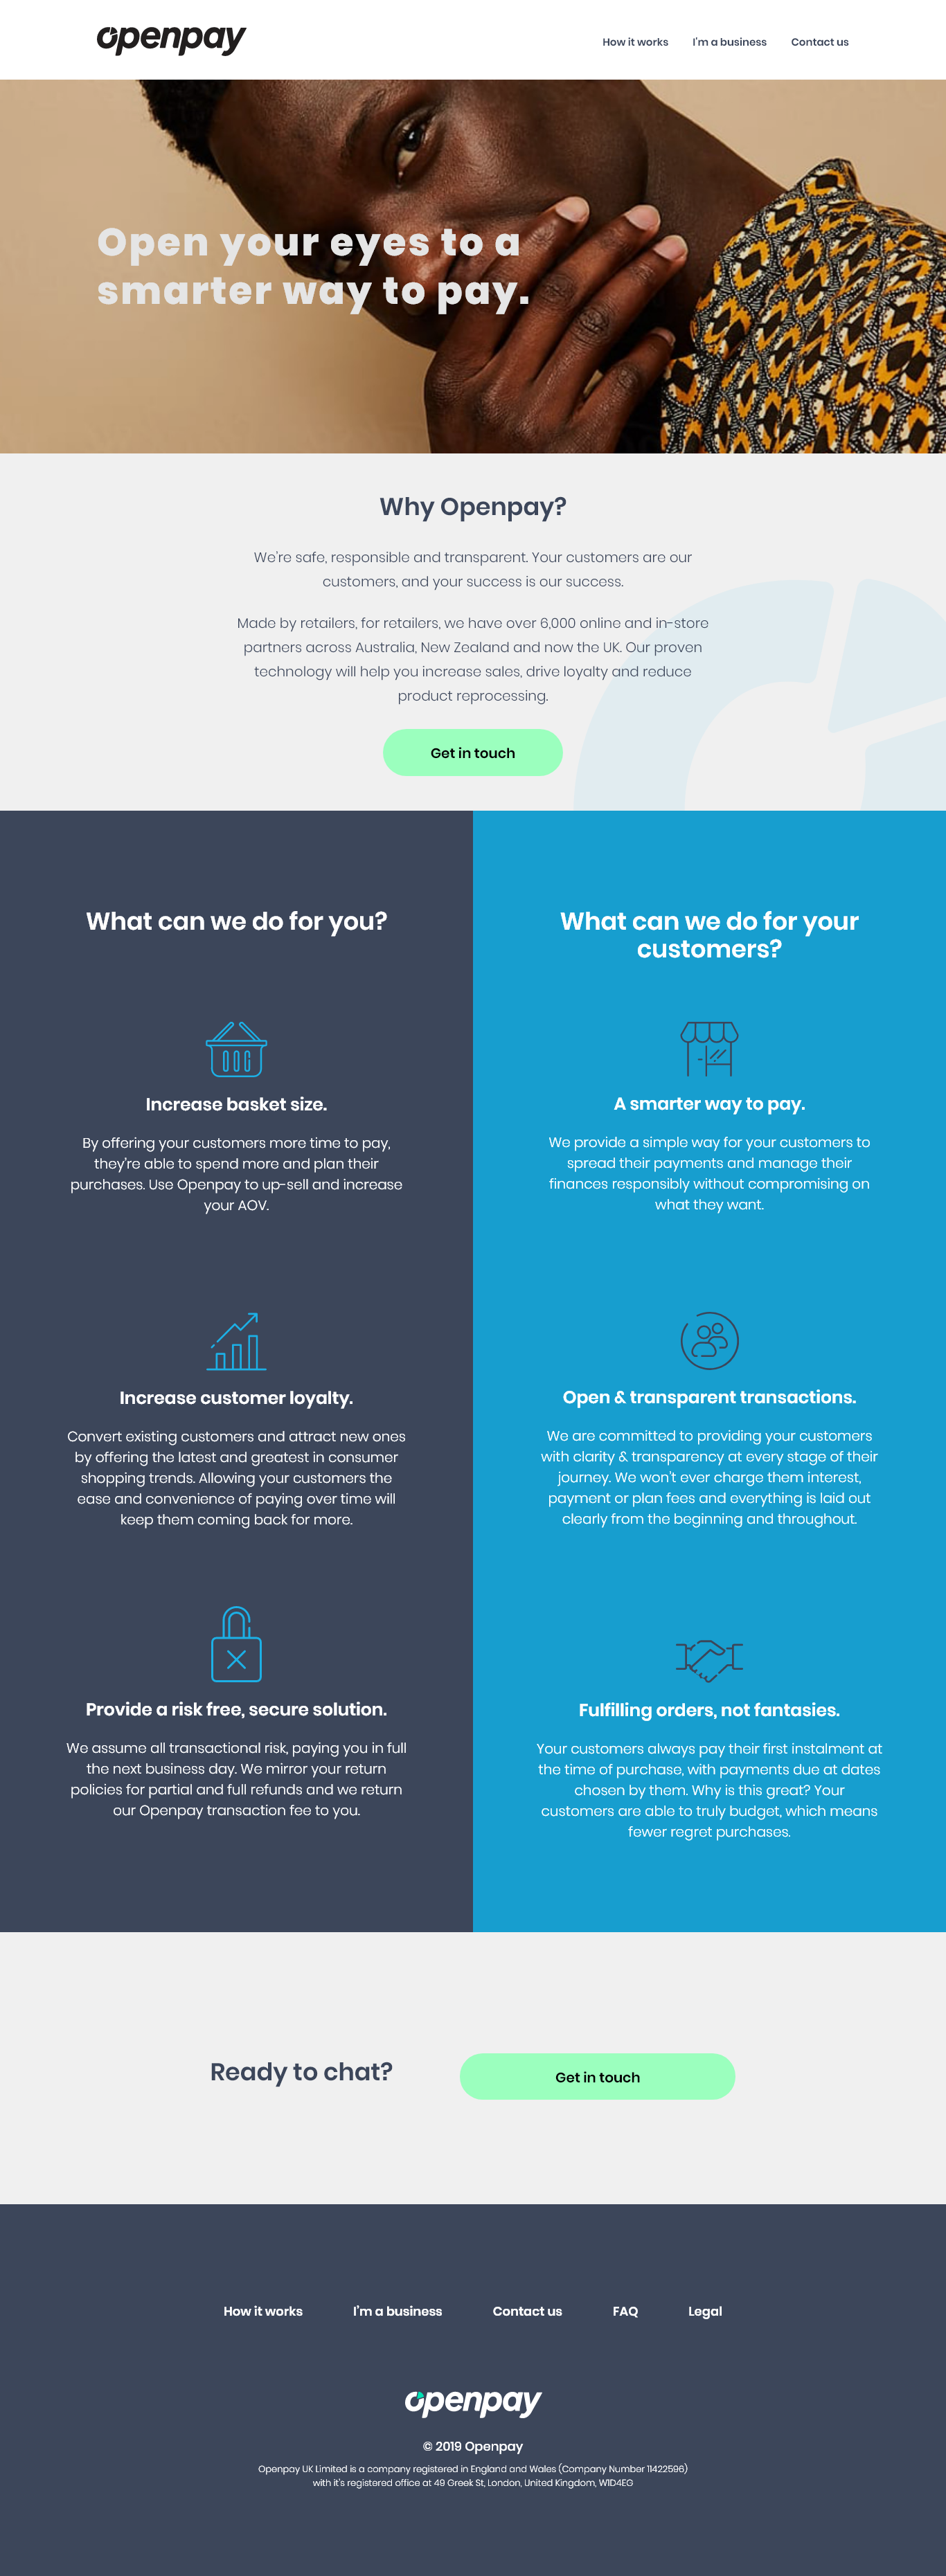 openpay
How it works
I'm a business
Contact us
Open your eyes to a
smarter way to pay.
Why Openpay?
We're safe, responsible and transparent. Your customers are our
customers, and your success is our success.
Made by retailers, for retailers, we have over 6,000 online and in-store
partners across Australia, New Zealand and now the UK. Our proven
technology will help you increase sales, drive loyalty and reduce
product reprocessing.
Get in touch
What can we do for you?
Increase basket size.
By offering your customers more time to pay,
they're able to spend more and plan their
purchases. Use Openpay to up-sell and increase
your AOV.
Increase customer loyalty.
Convert existing customers and attract new ones
by offering the latest and greatest in consumer
shopping trends. Allowing your customers the
ease and convenience of paying over time will
keep them coming back for more.
Provide a risk free, secure solution.
We assume all transactional risk, paying you in full
the next business day. We mirror your return
policies for partial and full refunds and we return
our Openpay transaction fee to you.
What can we do for your
customers?
A smarter way to pay.
We provide a simple way for your customers to
spread their payments and manage their
finances responsibly without compromising on
what they want.
Open & transparent transactions.
We are committed to providing your customers
with clarity & transparency at every stage of their
journey. We won't ever charge them interest,
payment or plan fees and everything is laid out
clearly from the beginning and throughout.
Fulfilling orders, not fantasies.
Your customers always pay their first instalment at
the time of purchase, with payments due at dates
chosen by them. Why is this great? Your
customers are able to truly budget, which means
fewer regret purchases.
Ready to chat?
Get in touch
How it works
I'm a business
Contact us
FAQ
Legal
openpay
© 2019 Openpay
Openpay UK Limited is a company registered in England and Wales (Company Number 11422596)
with it's registered office at 49 Greek St, London, United Kingdom, W1D4EG